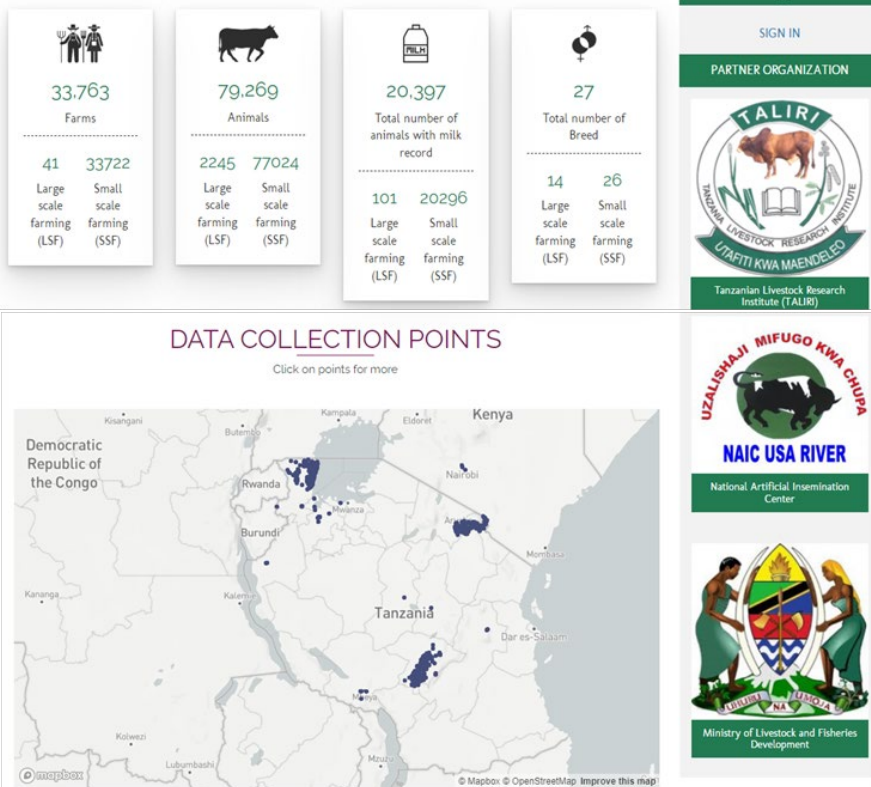 33,763
Farms
41 33722
Large Small
scale scale
farming farming
(LSF) (SSF)
79,269
Animals
2245 77024
Large Small
scale scale
farming farming
(LSF) (SSF)
MILK
20,397
Total number of
animals with milk
record
101 20296
Large Small
scale scale
farming farming
(LSF) (SSF)
27
Total number of
Breed
14 26
Large Small
scale scale
farming farming
(LSF) (SSF)
SIGN IN
PARTNER ORGANIZATION
TALIRI
TANZANIA LIVESTOCK RESEARCH INSTITUTE
UTAFITI KWA MAENDELEO
Tanzanian Livestock Research
Institute (TALIRI)
DATA COLLECTION POINTS
Click on points for more
Kisangani
Kampala
Eldoret
Kenya
Butembo
Democratic
Republic of
the Congo
Nairobi
Rwanda
Mwanza
Burundi
Mombasa
Kananga
Kalemie
Tanzania
Dar es-Salaam
Mbeya
Kolwezi
Lubumbashi
Mzuzu
mapbox
© Mapbox © OpenStreetMap Improve this map
UZALISHAJI MIFUGO KWA CHUPA
NAIC USA RIVER
National Artificial Insemination
Center
UHURU NA UMOJA
Ministry of Livestock and Fisheries
Development